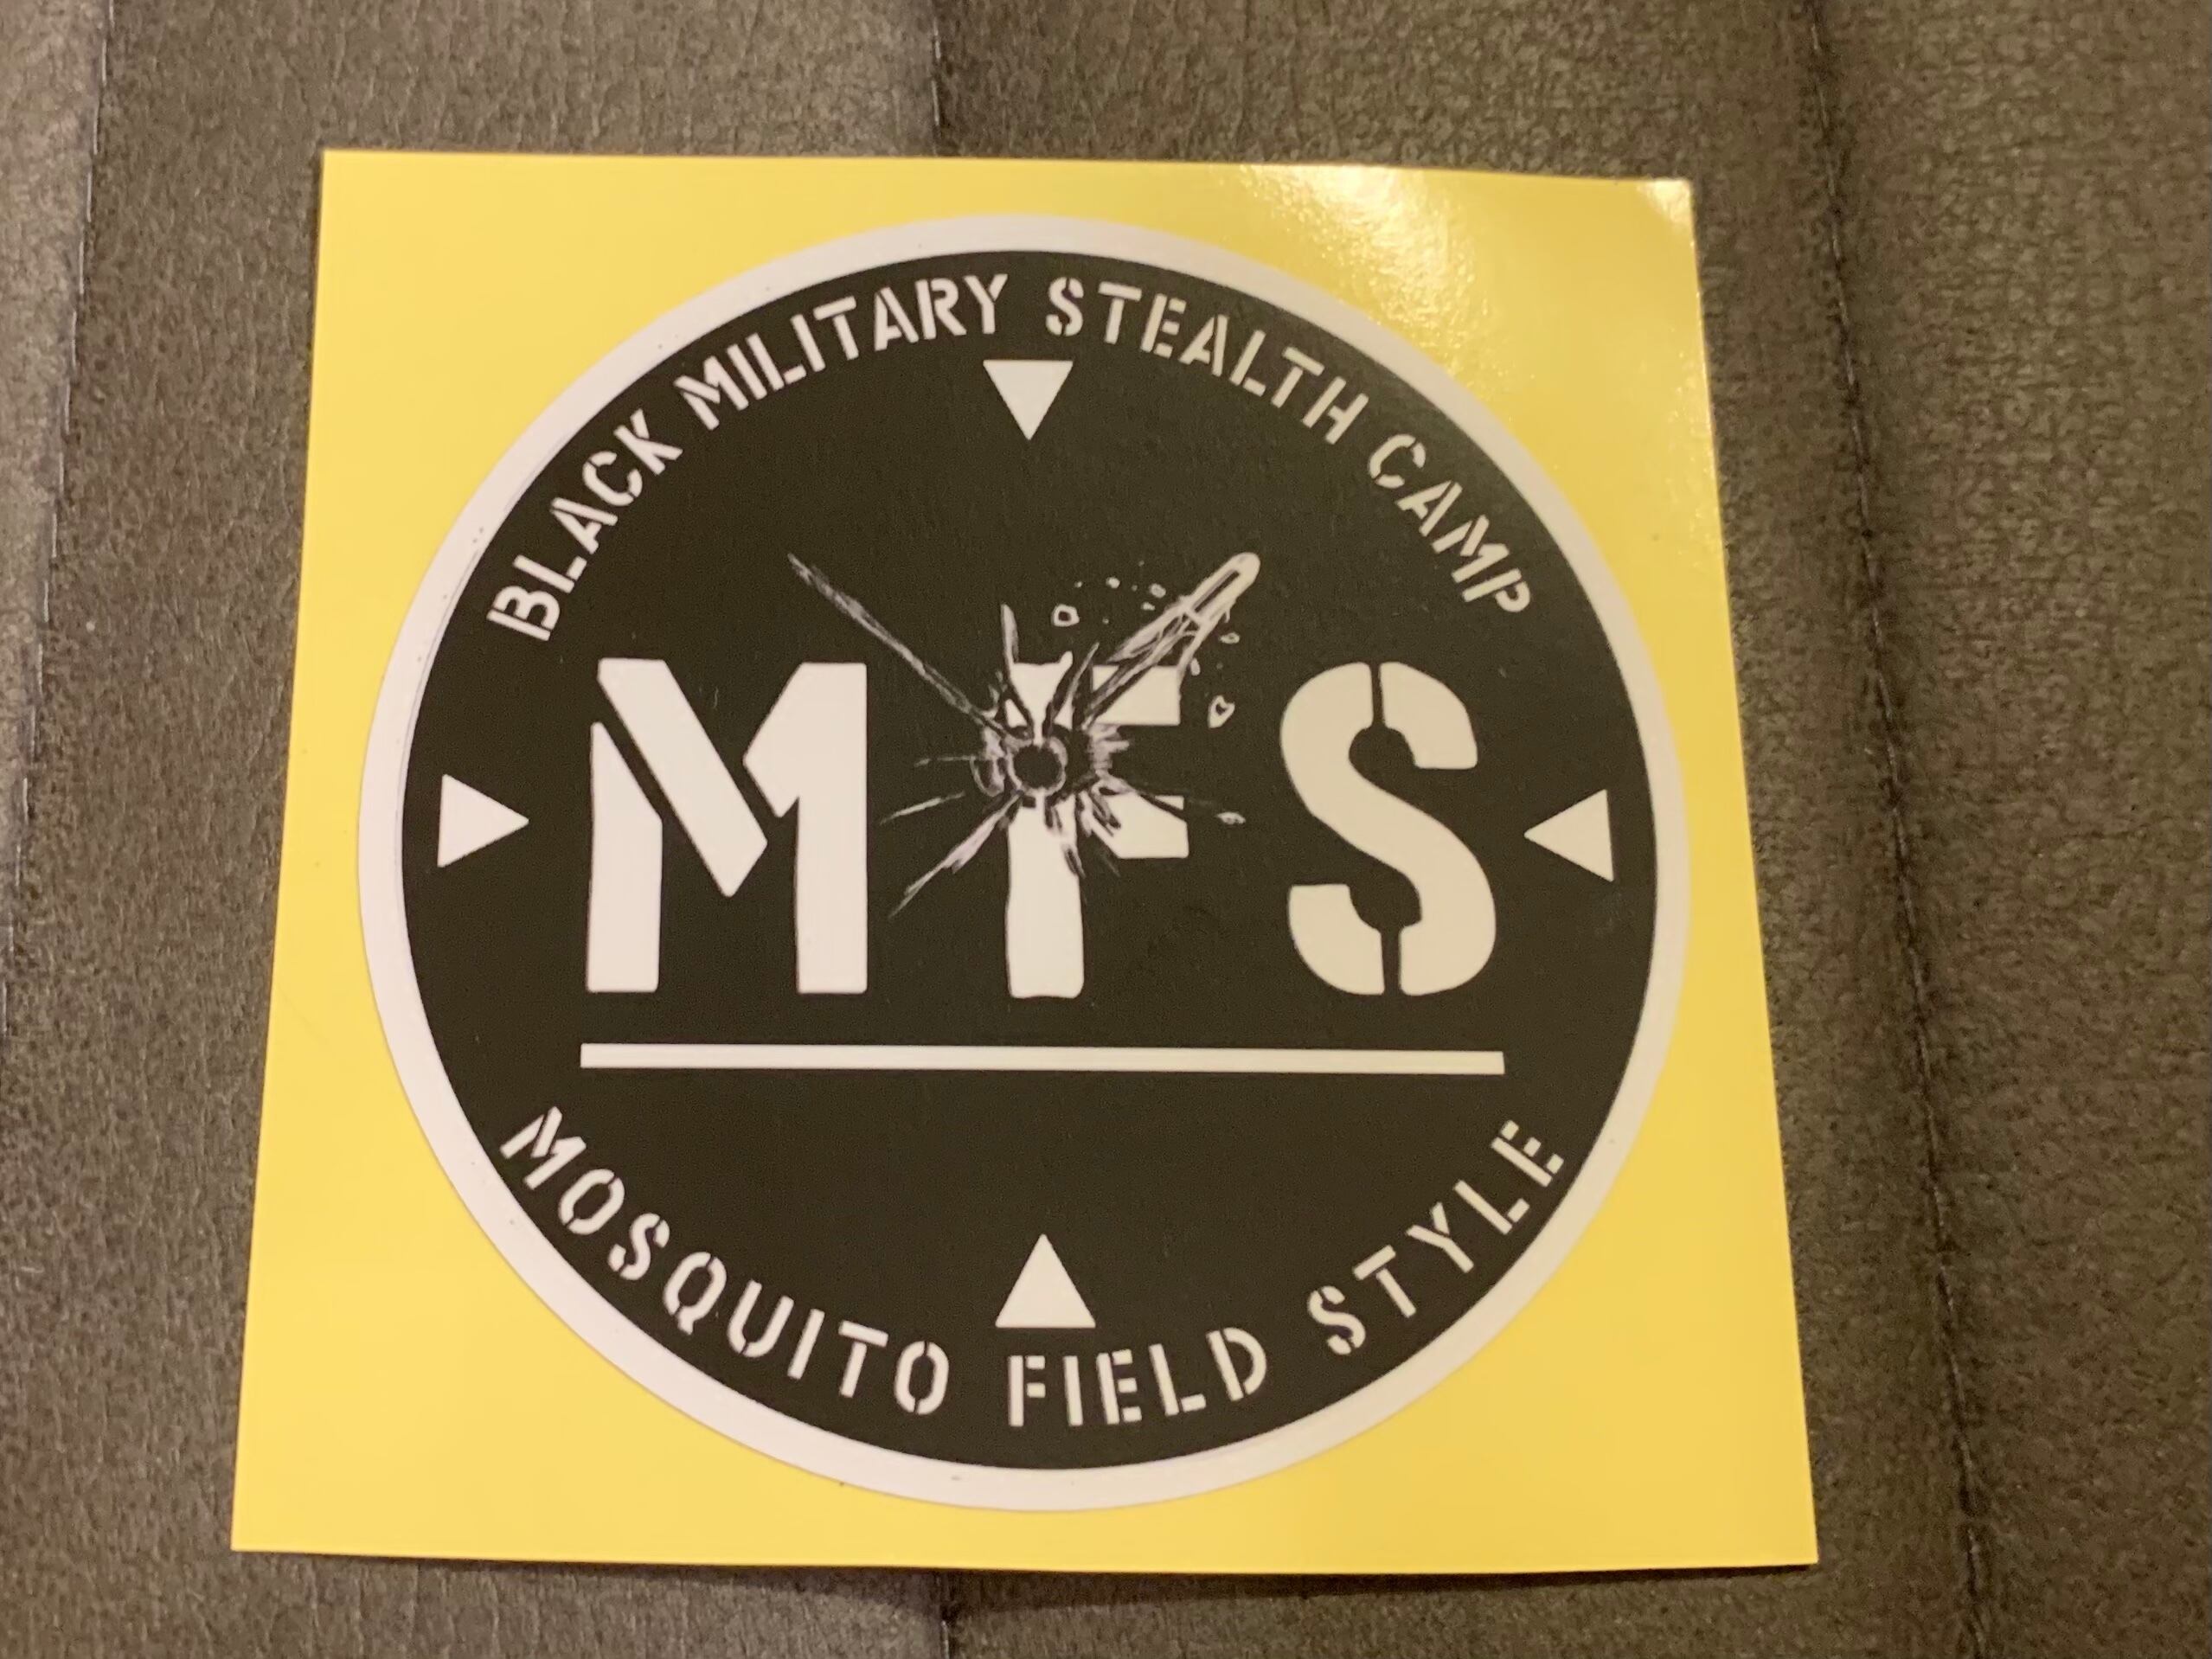 BLACK MILITARY STEALTH CAMP
MFS
MOSQUITO FIELD STYLE